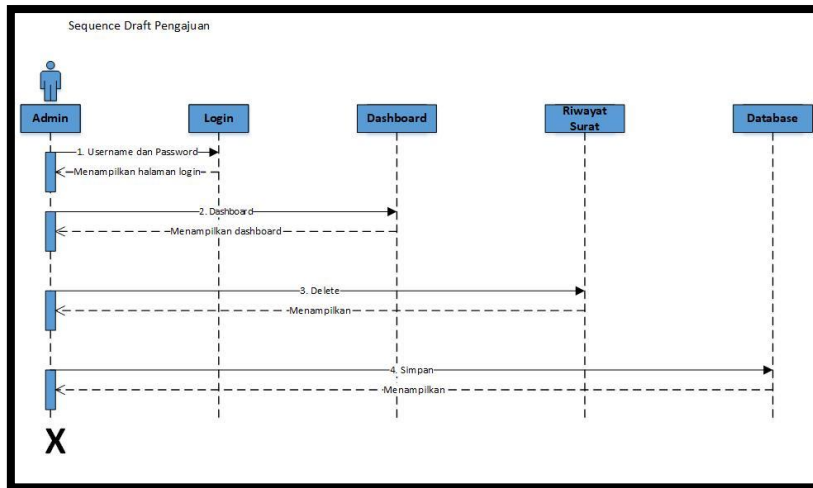 Sequence Draft Pengajuan
Admin
Login
Dashboard
Riwayat
Surat
Database
1. Username dan Password
Menampilkan halaman login
2. Dashboard
Menampilkan dashboard
3. Delete
Menampilkan
4. Simpan
Menampilkan
X